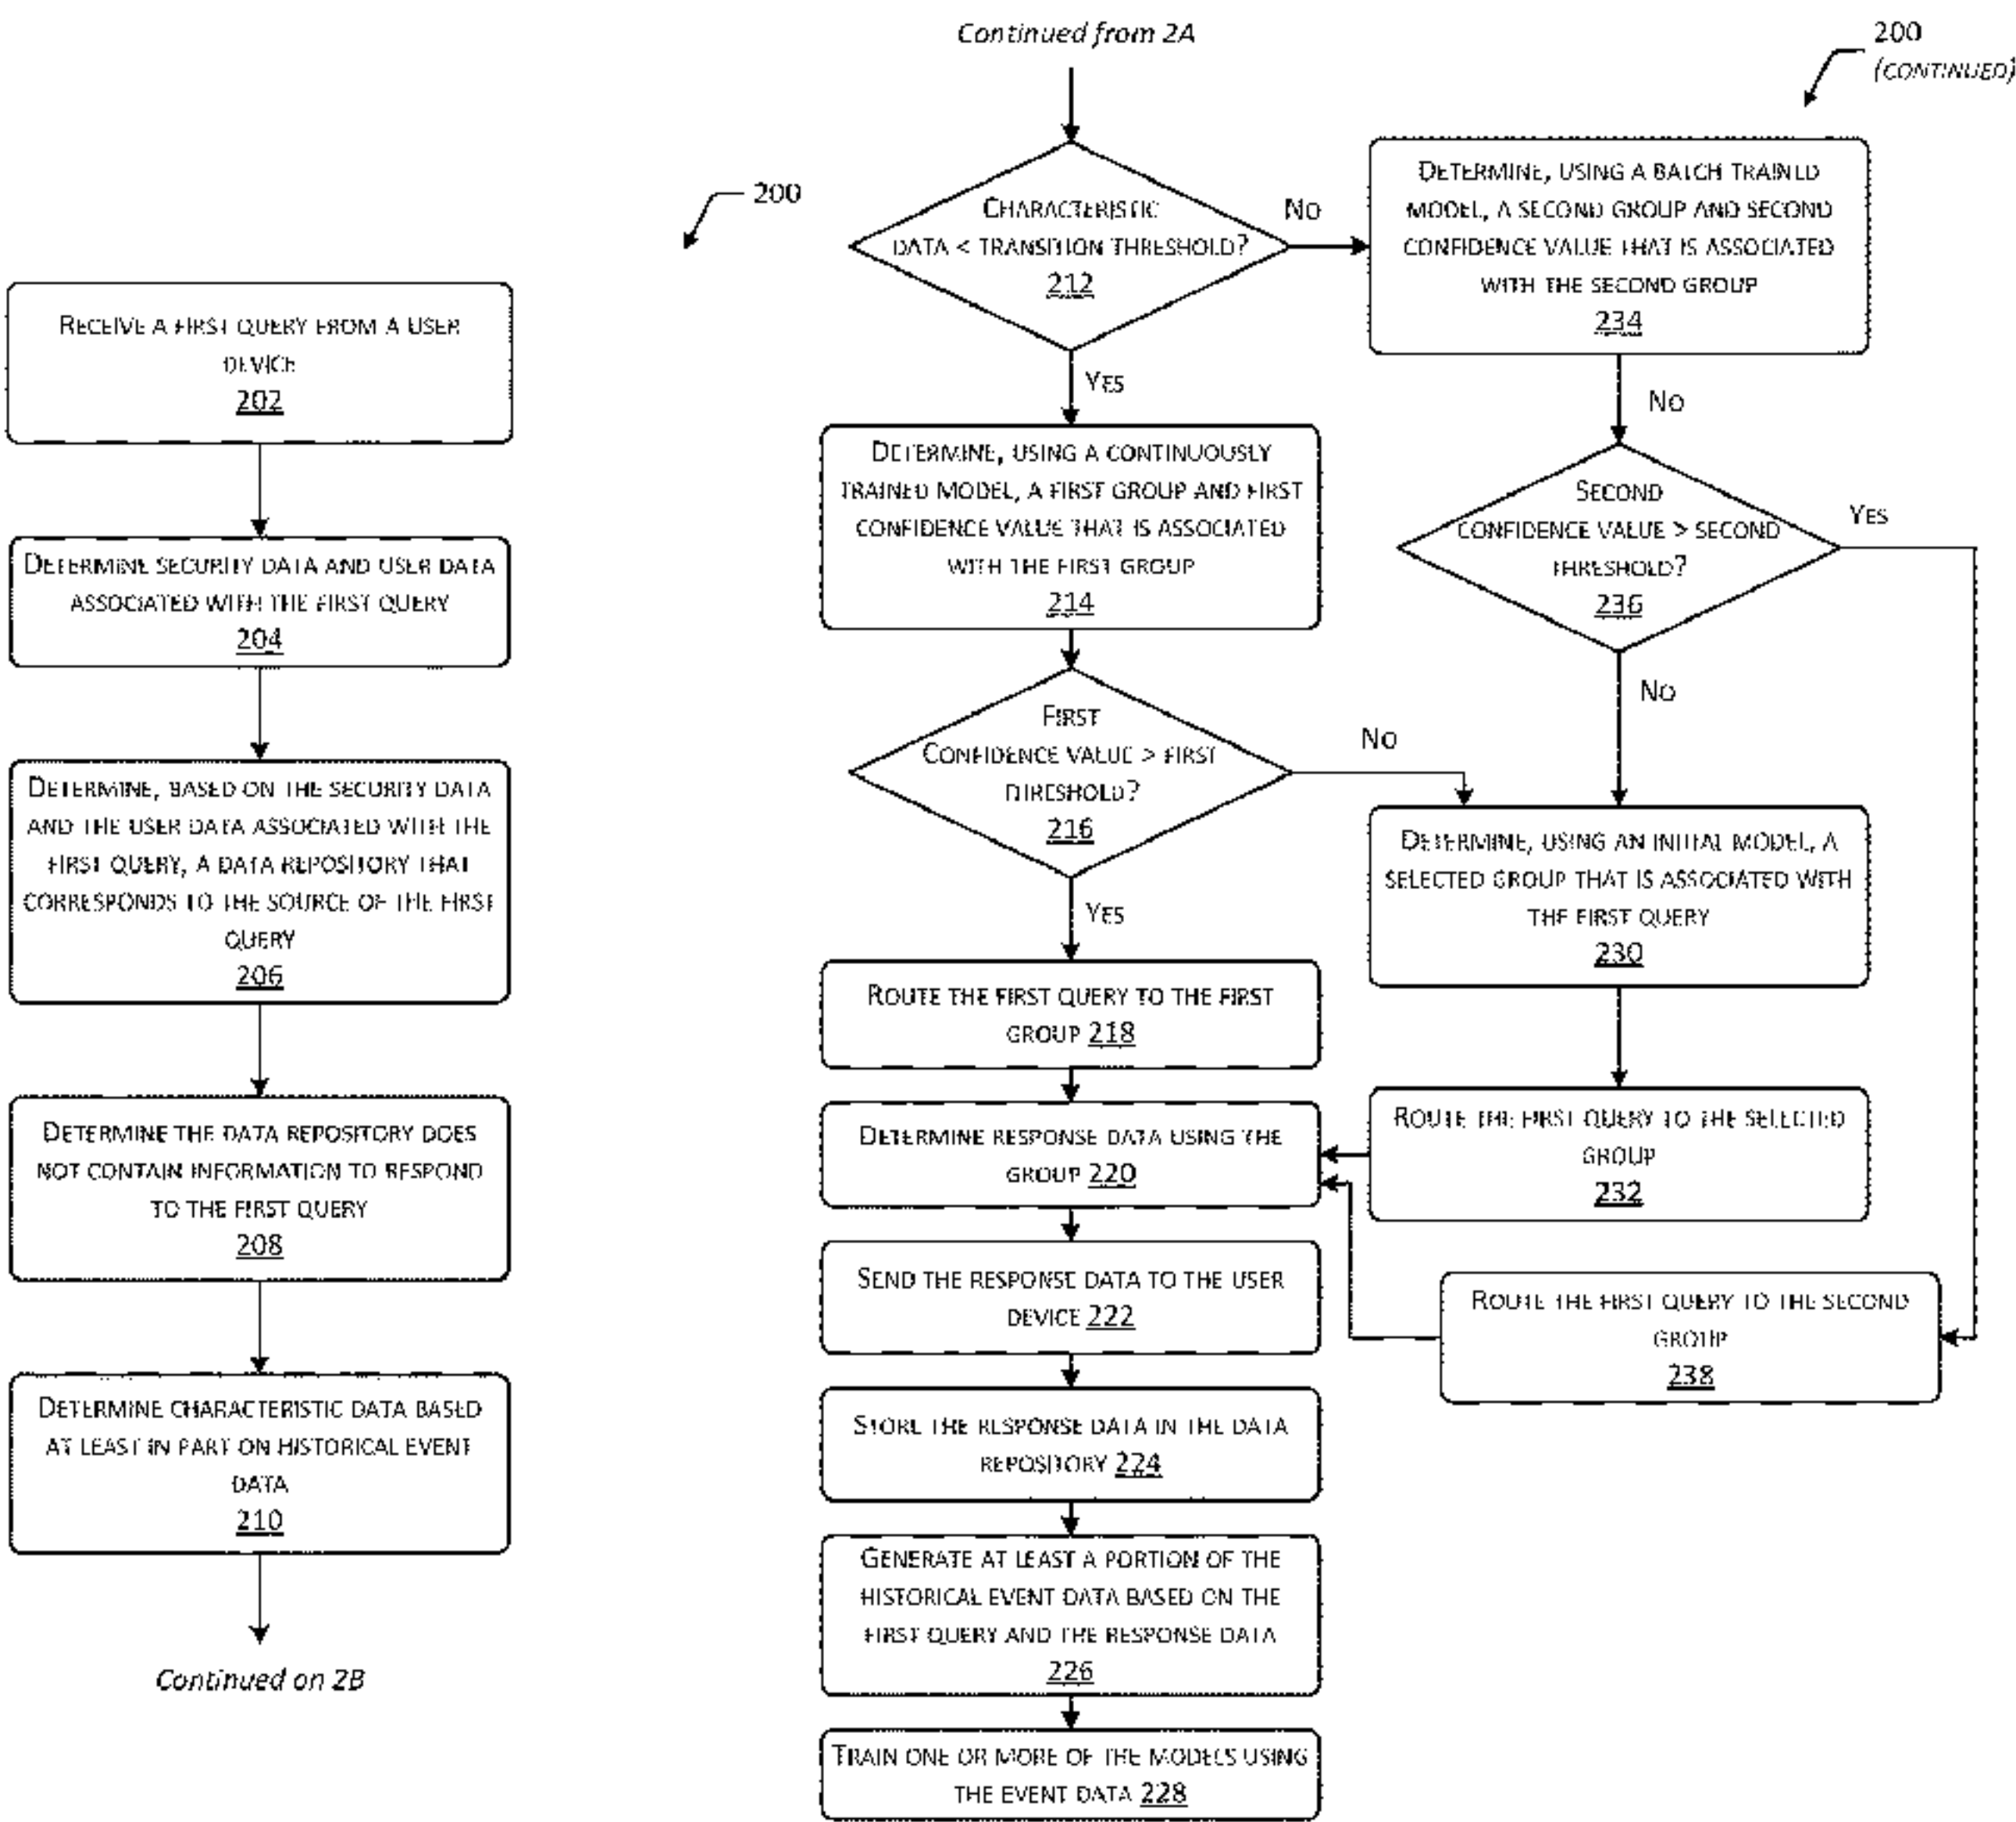 200
RECEIVE A FIRST QUERY FROM A USER
DEVICE
202
DETERMINE SECURITY DATA AND USER DATA
ASSOCIATED WITH THE FIRST QUERY
204
DETERMINE, BASED ON THE SECURITY DATA
AND THE USER DATA ASSOCIATED WITH THE
FIRST QUERY, A DATA REPOSITORY THAT
CORRESPONDS TO THE SOURCE OF THE FIRST
QUERY
206
DETERMINE THE DATA REPOSITORY DOES
NOT CONTAIN INFORMATION TO RESPOND
TO THE FIRST QUERY
208
DETERMINE CHARACTERISTIC DATA BASED
AT LEAST IN PART ON HISTORICAL EVENT
DATA
210
Continued on 2B
Continued from 2A
200
(CONTINUED)
CHARACTERISTIC
DATA < TRANSITION THRESHOLD?
212
NO
YES
DETERMINE, USING A CONTINUOUSLY
TRAINED MODEL, A FIRST GROUP AND FIRST
CONFIDENCE VALUE THAT IS ASSOCIATED
WITH THE FIRST GROUP
214
FIRST
CONFIDENCE VALUE > FIRST
THRESHOLD?
216
NO
YES
ROUTE THE FIRST QUERY TO THE FIRST
GROUP 218
DETERMINE RESPONSE DATA USING THE
GROUP 220
SEND THE RESPONSE DATA TO THE USER
DEVICE 222
STORE THE RESPONSE DATA IN THE DATA
REPOSITORY 224
GENERATE AT LEAST A PORTION OF THE
HISTORICAL EVENT DATA BASED ON THE
FIRST QUERY AND THE RESPONSE DATA
226
TRAIN ONE OR MORE OF THE MODELS USING
THE EVENT DATA 228
DETERMINE, USING A BATCH TRAINED
MODEL, A SECOND GROUP AND SECOND
CONFIDENCE VALUE THAT IS ASSOCIATED
WITH THE SECOND GROUP
234
NO
SECOND
CONFIDENCE VALUE > SECOND
THRESHOLD?
236
YES
NO
DETERMINE, USING AN INITIAL MODEL, A
SELECTED GROUP THAT IS ASSOCIATED WITH
THE FIRST QUERY
230
ROUTE THE FIRST QUERY TO THE SELECTED
GROUP
232
ROUTE THE FIRST QUERY TO THE SECOND
GROUP
238